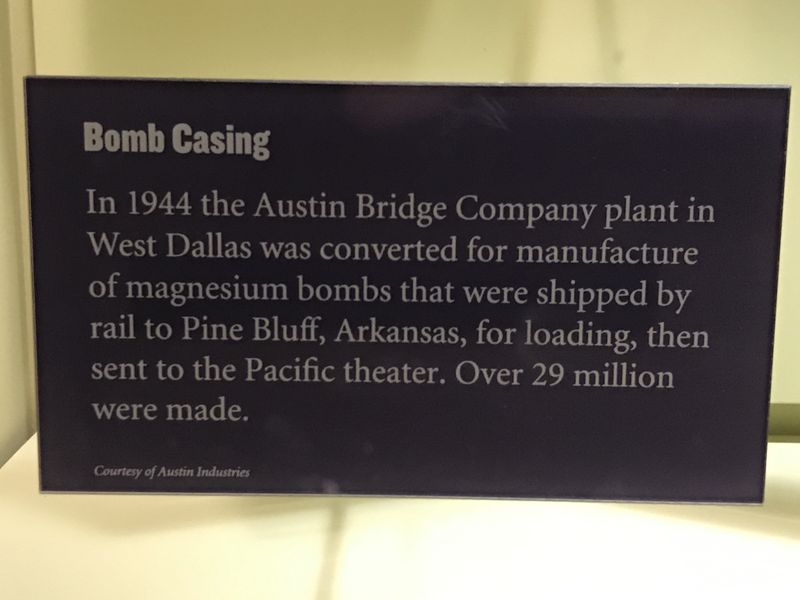 Bomb Casing
In 1944 the Austin Bridge Company plant in
West Dallas was converted for manufacture
of magnesium bombs that were shipped by
rail to Pine Bluff, Arkansas, for loading, then
sent to the Pacific theater. Over 29 million
were made.
Courtesy of Austin Industries